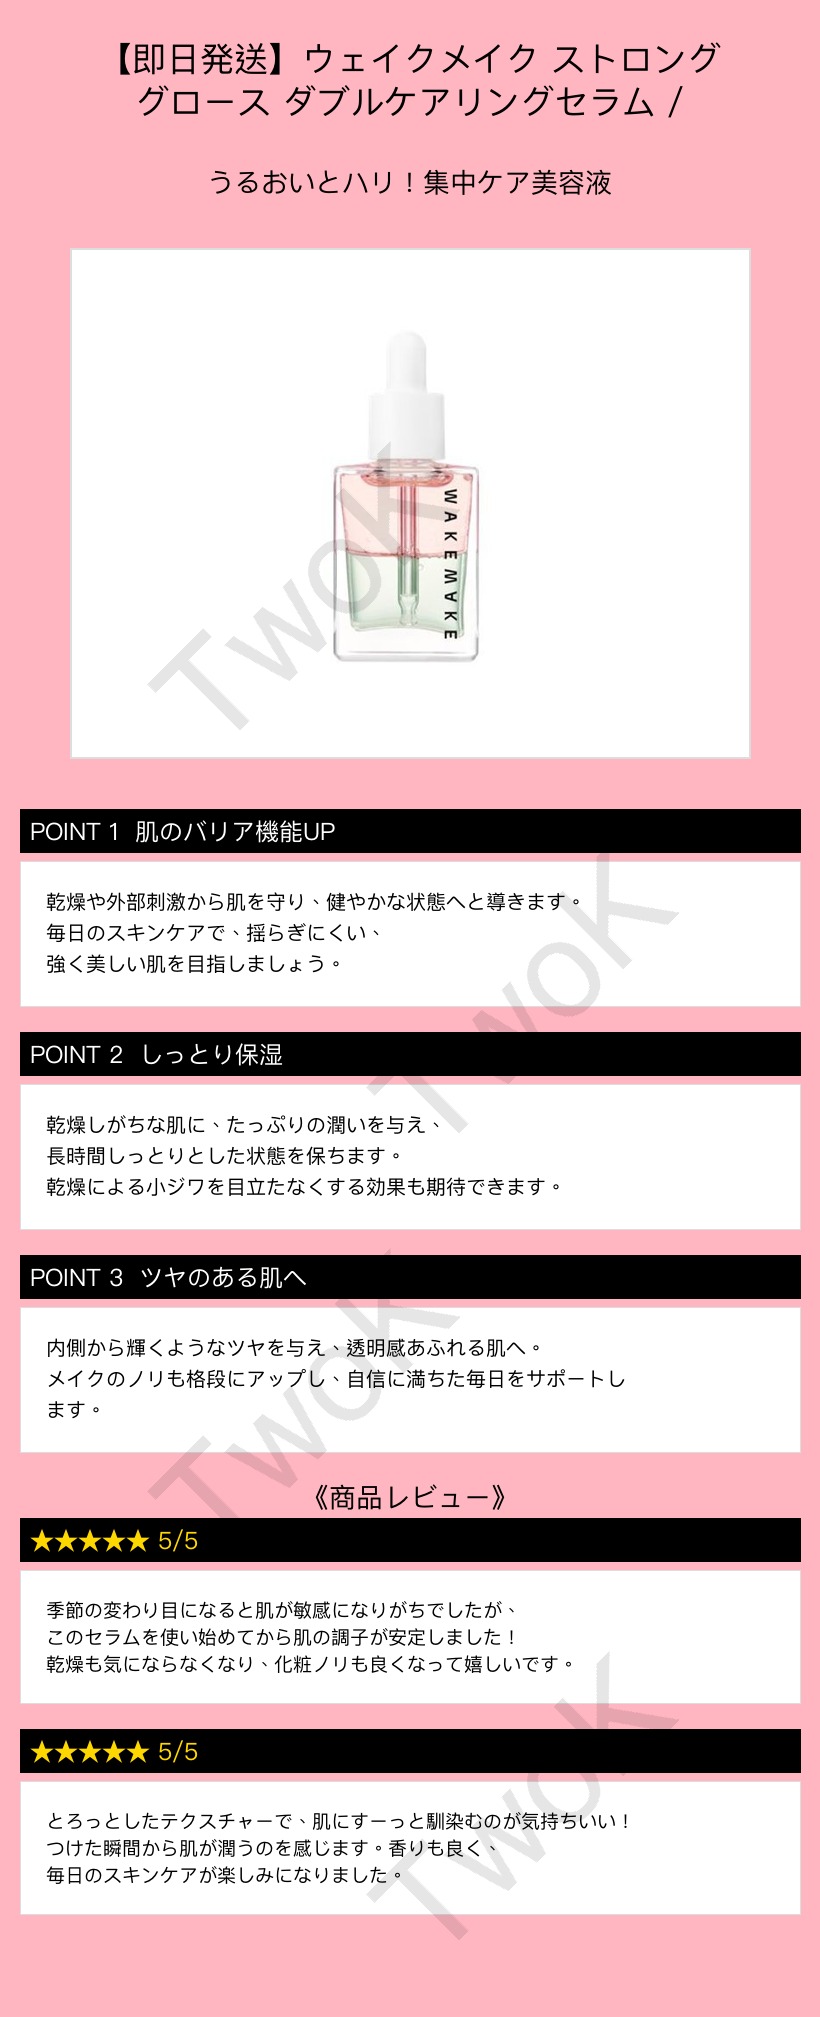 【即日発送】ウェイクメイク ストロング
グロース ダブルケアリングセラム /
うるおいとハリ！集中ケア美容液
WAKEMAKE
TwoK
POINT 1 肌のバリア機能UP
乾燥や外部刺激から肌を守り、健やかな状態へと導きます。
毎日のスキンケアで、揺らぎにくい、
強く美しい肌を目指しましょう。
TwoK
POINT 2 しっとり保湿
乾燥しがちな肌に、たっぷりの潤いを与え、
長時間しっとりとした状態を保ちます。
乾燥による小ジワを目立たなくする効果も期待できます。
POINT 3 ツヤのある肌へ
内側から輝くようなツヤを与え、透明感あふれる肌へ。
メイクのノリも格段にアップし、自信に満ちた毎日をサポートし
ます。
TwoK
《商品レビュー》
★★★★★ 5/5
季節の変わり目になると肌が敏感になりがちでしたが、
このセラムを使い始めてから肌の調子が安定しました！
乾燥も気にならなくなり、化粧ノリも良くなって嬉しいです。
★★★★★ 5/5
とろっとしたテクスチャーで、肌にすーっと馴染むのが気持ちいい！
つけた瞬間から肌が潤うのを感じます。香りも良く、
毎日のスキンケアが楽しみになりました。
TwoK